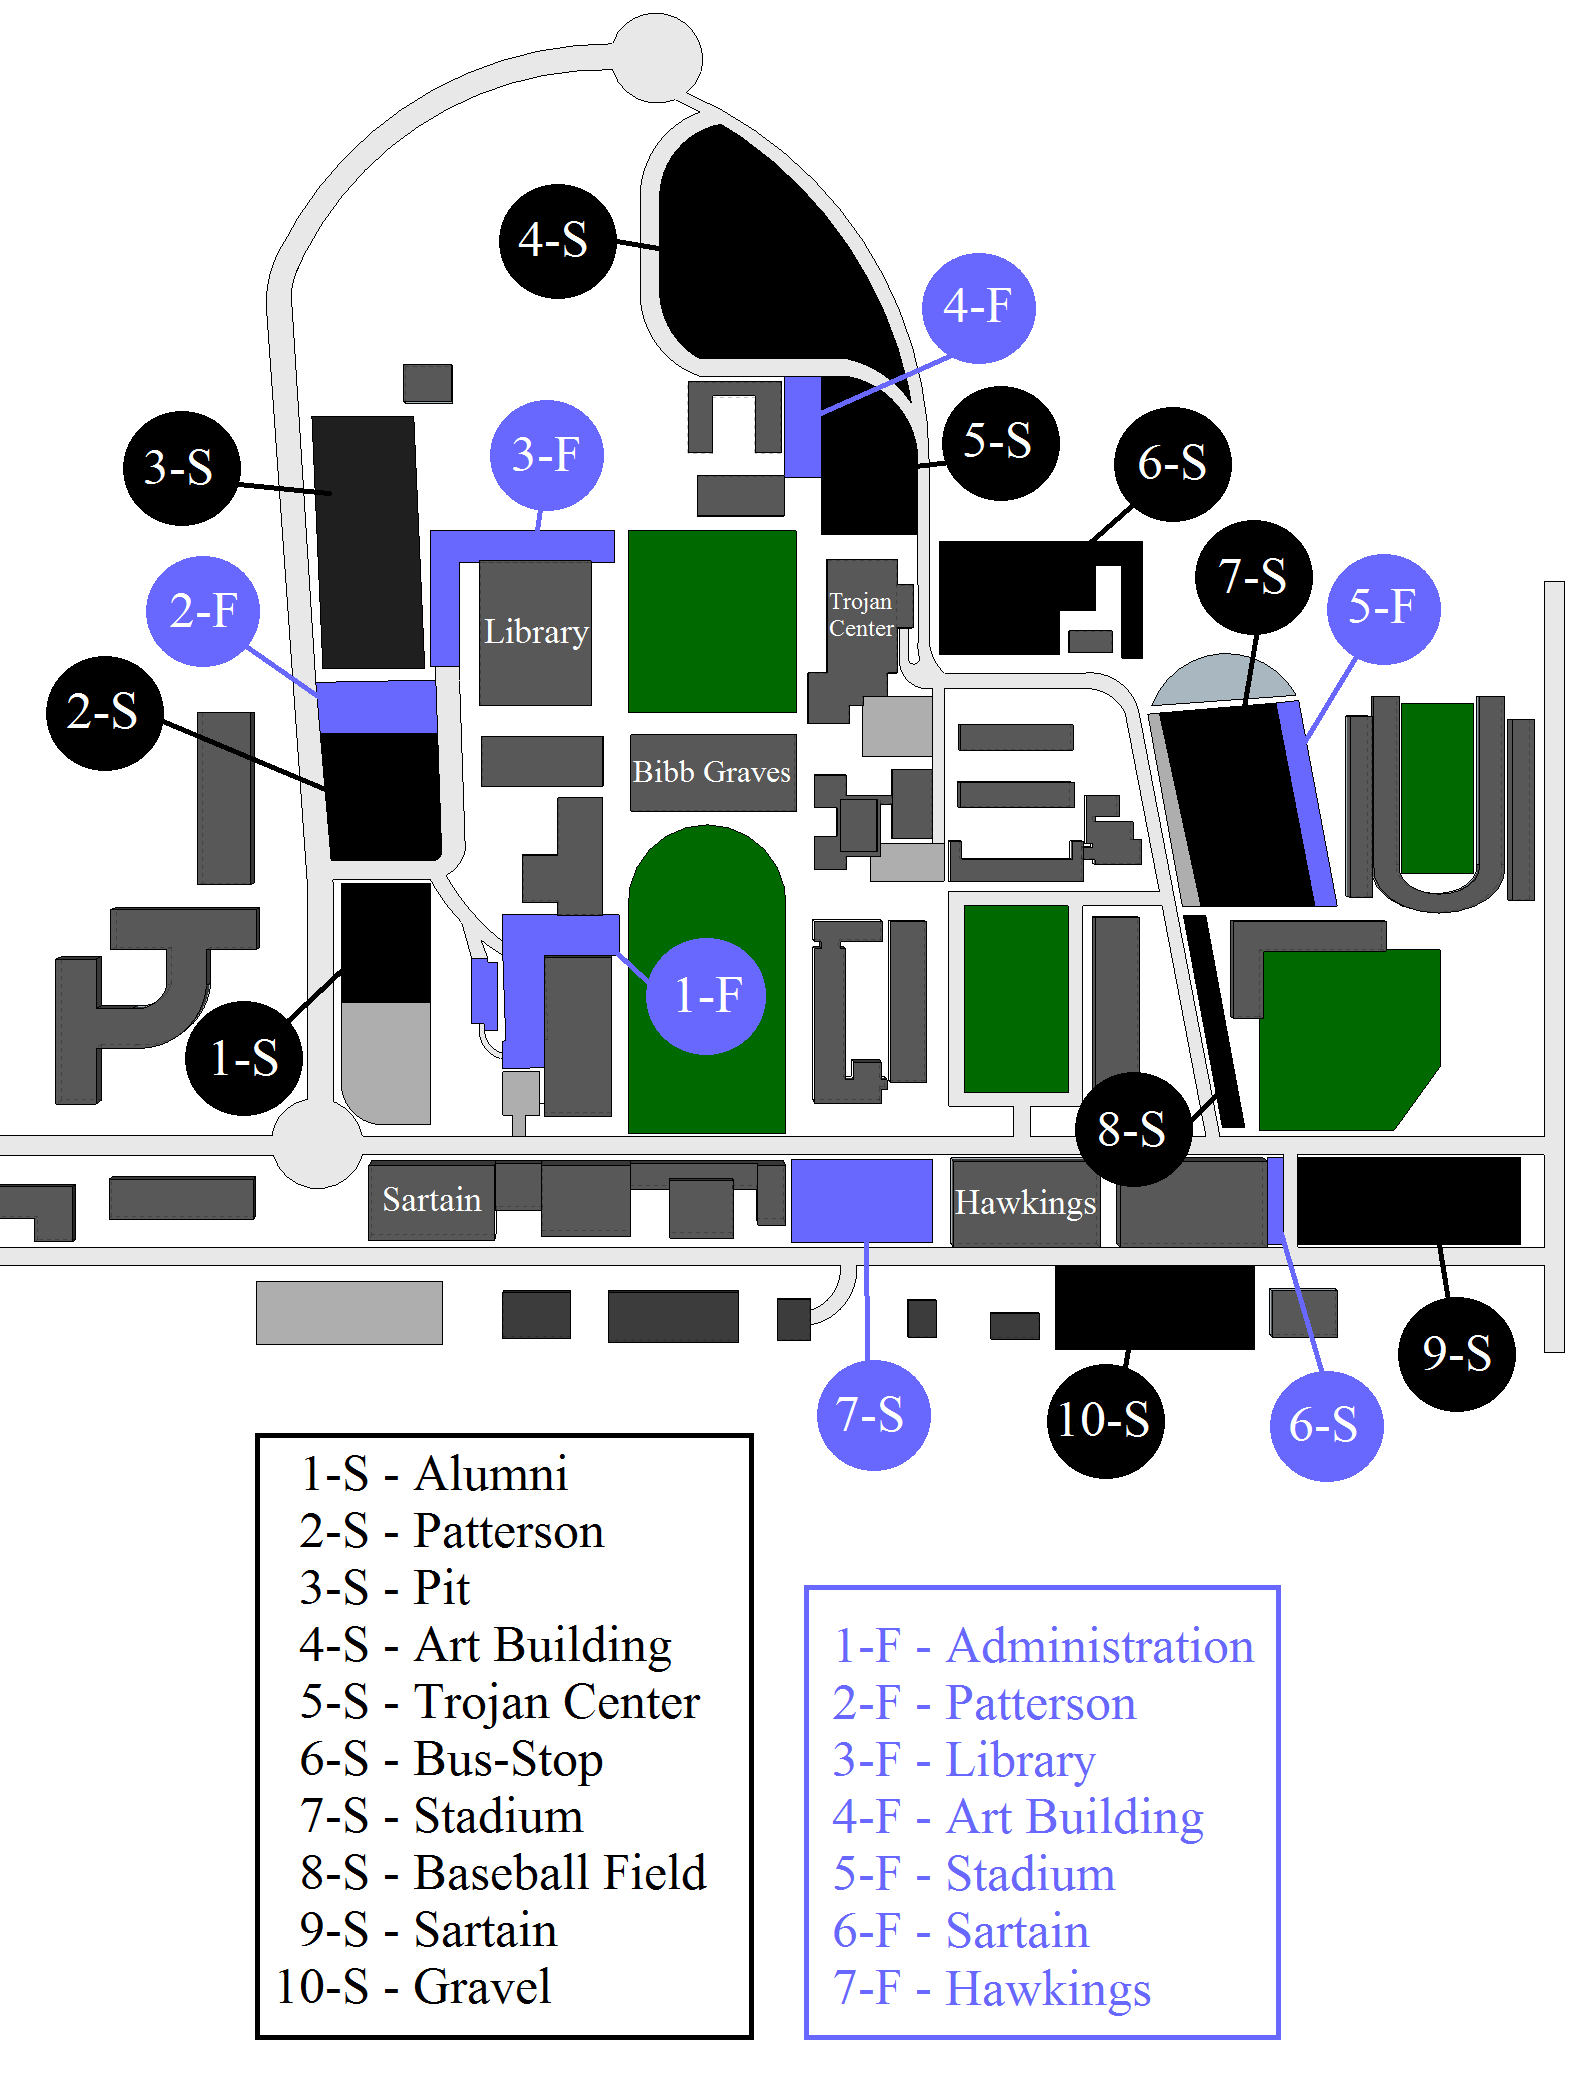 4-S
4-F
5-S
3-F
6-S
3-S
7-S
5-F
2-F
Trojan
Center
Library
2-S
Bibb Graves
1-F
1-S
8-S
Sartain
Hawkings
9-S
7-S
10-S
6-S
1-S - Alumni
2-S - Patterson
3-S - Pit
4-S - Art Building
5-S - Trojan Center
6-S - Bus-Stop
7-S - Stadium
8-S - Baseball Field
9-S - Sartain
10-S - Gravel
1-F - Administration
2-F - Patterson
3-F - Library
4-F - Art Building
5-F - Stadium
6-F - Sartain
7-F - Hawkings